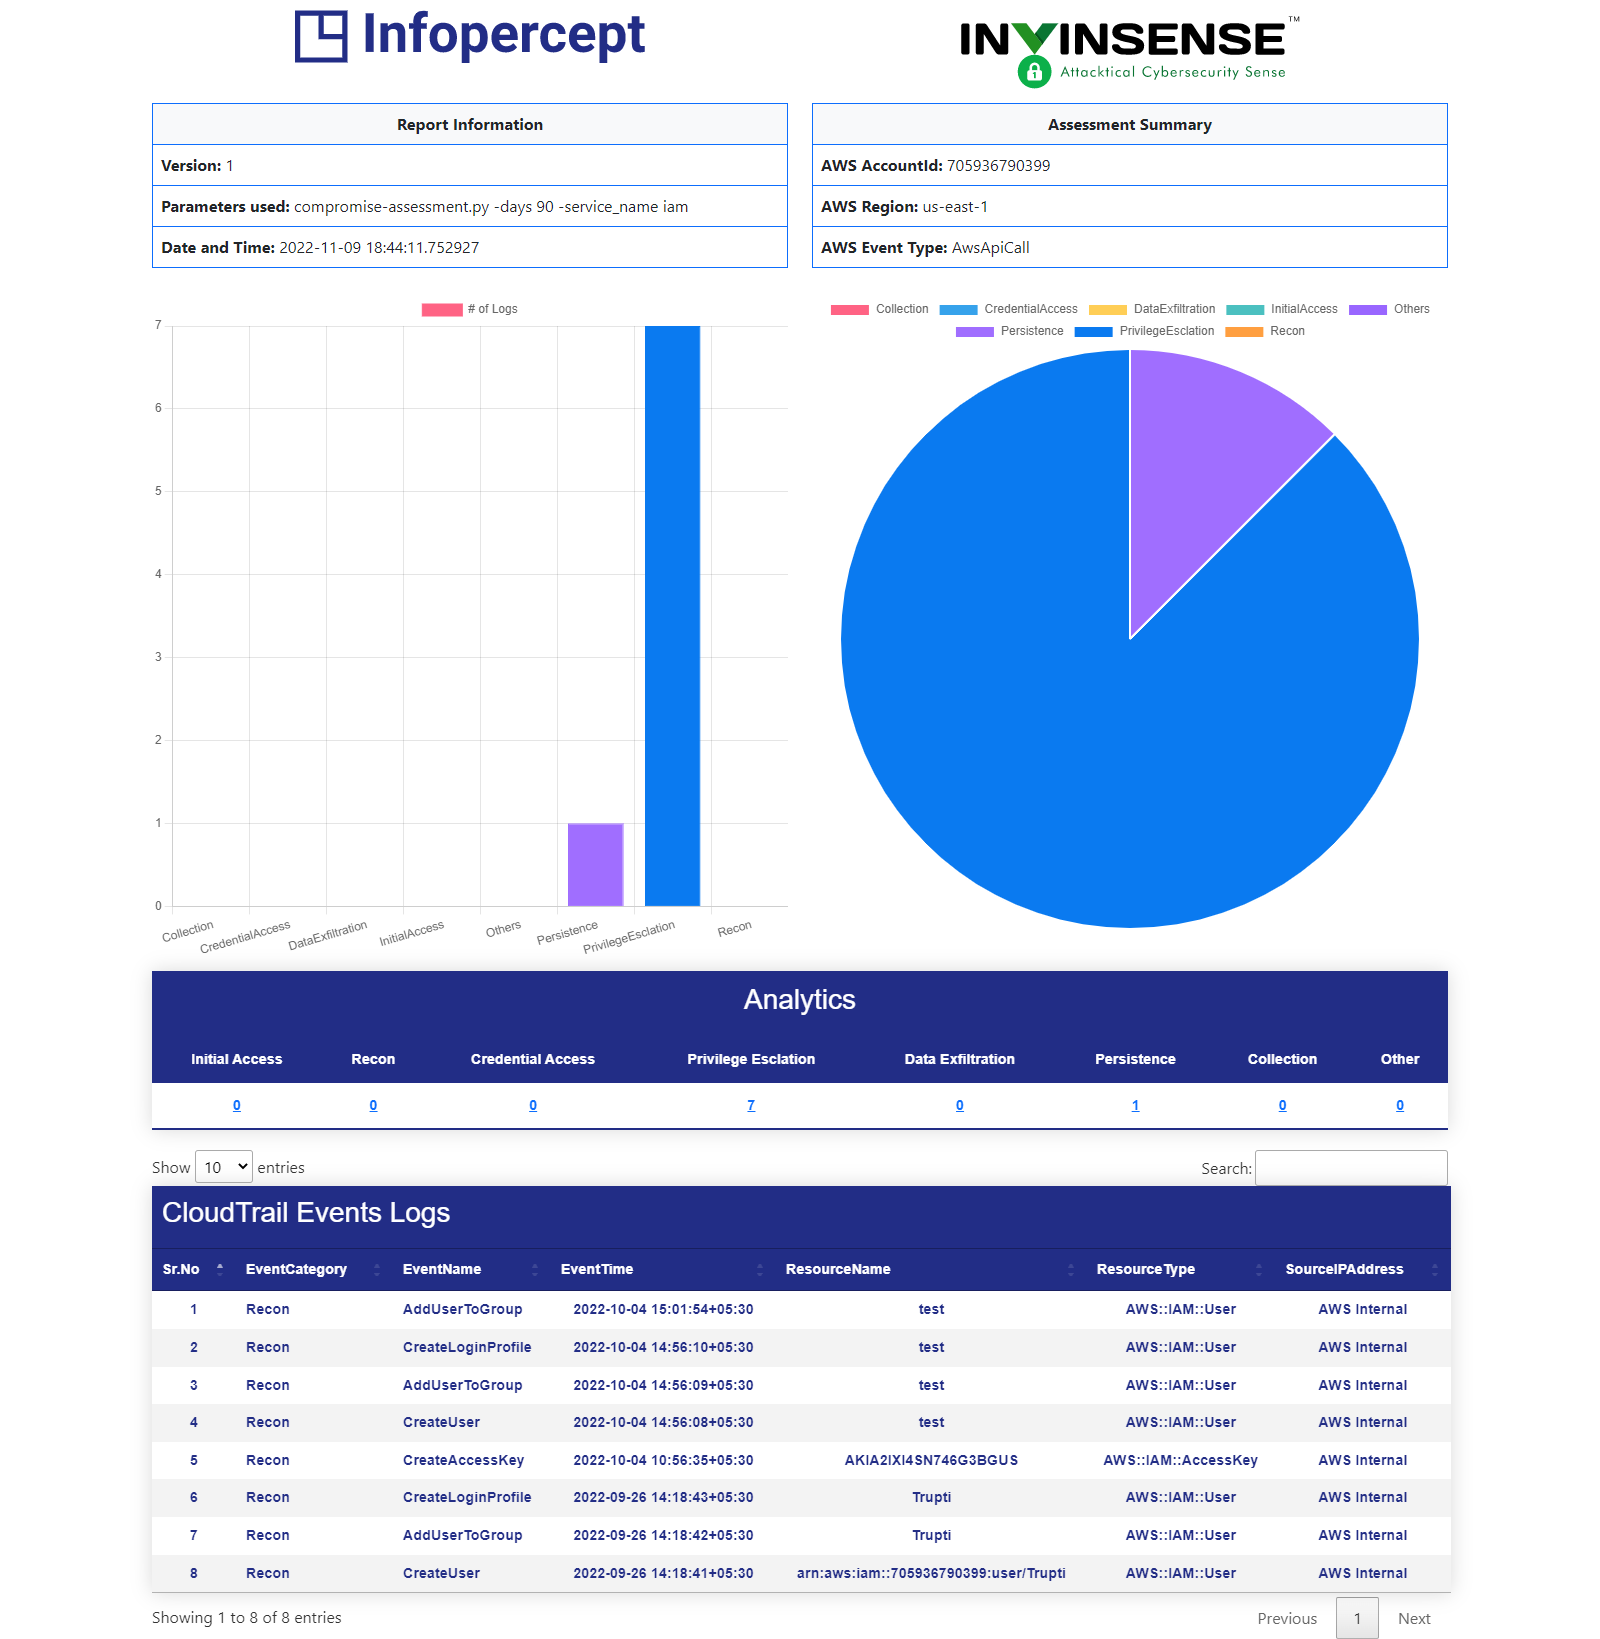 Infopercept
INVINSENSE™
Attacktical Cybersecurity Sense
Report Information
Version: 1
Parameters used: compromise-assessment.py -days 90 -service_name iam
Date and Time: 2022-11-09 18:44:11.752927
Assessment Summary
AWS AccountId: 705936790399
AWS Region: us-east-1
AWS Event Type: AwsApiCall
# of Logs
7
6
5
4
3
2
1
0
Collection
CredentialAccess
DataExfiltration
InitialAccess
Others
Persistence
PrivilegeEsclation
Recon
Collection CredentialAccess DataExfiltration InitialAccess Others
Persistence PrivilegeEsclation Recon
Analytics
Initial Access Recon Credential Access Privilege Esclation Data Exfiltration Persistence Collection Other
0 0 0 7 0 1 0 0
Show 10 entries
Search:
CloudTrail Events Logs
Sr.No EventCategory EventName EventTime ResourceName ResourceType SourceIPAddress
1 Recon AddUserToGroup 2022-10-04 15:01:54+05:30 test AWS::IAM::User AWS Internal
2 Recon CreateLoginProfile 2022-10-04 14:56:10+05:30 test AWS::IAM::User AWS Internal
3 Recon AddUserToGroup 2022-10-04 14:56:09+05:30 test AWS::IAM::User AWS Internal
4 Recon CreateUser 2022-10-04 14:56:08+05:30 test AWS::IAM::User AWS Internal
5 Recon CreateAccessKey 2022-10-04 10:56:35+05:30 AKIA2IXI4SN746G3BGUS AWS::IAM::AccessKey AWS Internal
6 Recon CreateLoginProfile 2022-09-26 14:18:43+05:30 Trupti AWS::IAM::User AWS Internal
7 Recon AddUserToGroup 2022-09-26 14:18:42+05:30 Trupti AWS::IAM::User AWS Internal
8 Recon CreateUser 2022-09-26 14:18:41+05:30 arn:aws:iam::705936790399:user/Trupti AWS::IAM::User AWS Internal
Showing 1 to 8 of 8 entries
Previous 1 Next